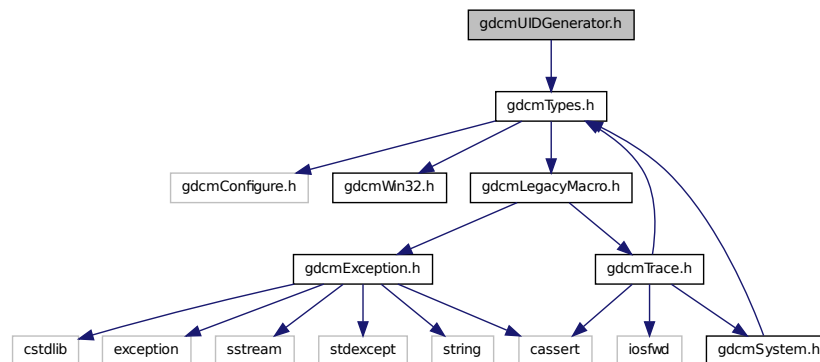 gdcmUIDGenerator.h
gdcmTypes.h
gdcmConfigure.h
gdcmWin32.h
gdcmLegacyMacro.h
gdcmException.h
gdcmTrace.h
cstdlib
exception
sstream
stdexcept
string
cassert
iosfwd
gdcmSystem.h